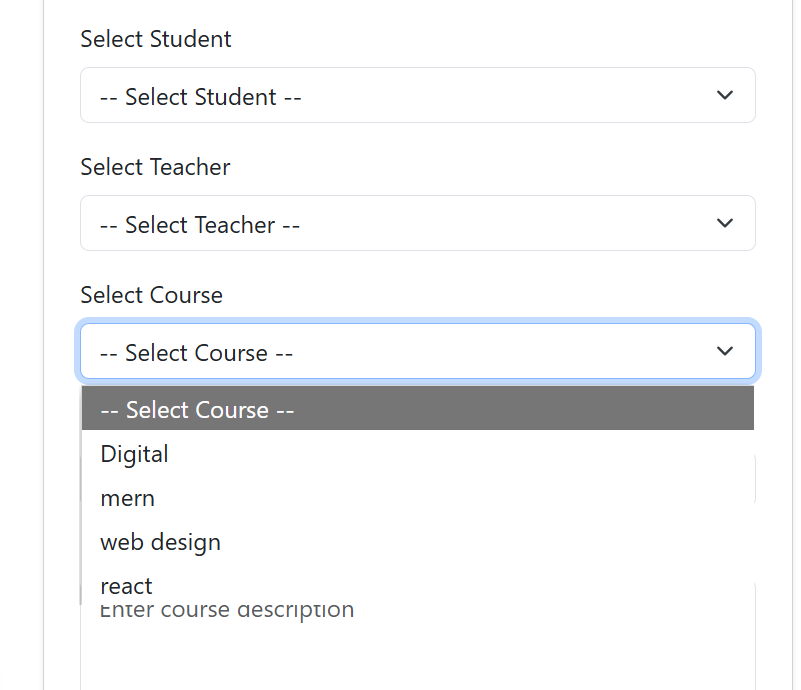 Select Student
-- Select Student --
Select Teacher
-- Select Teacher --
Select Course
-- Select Course --
-- Select Course --
Digital
mern
web design
react
Enter course description